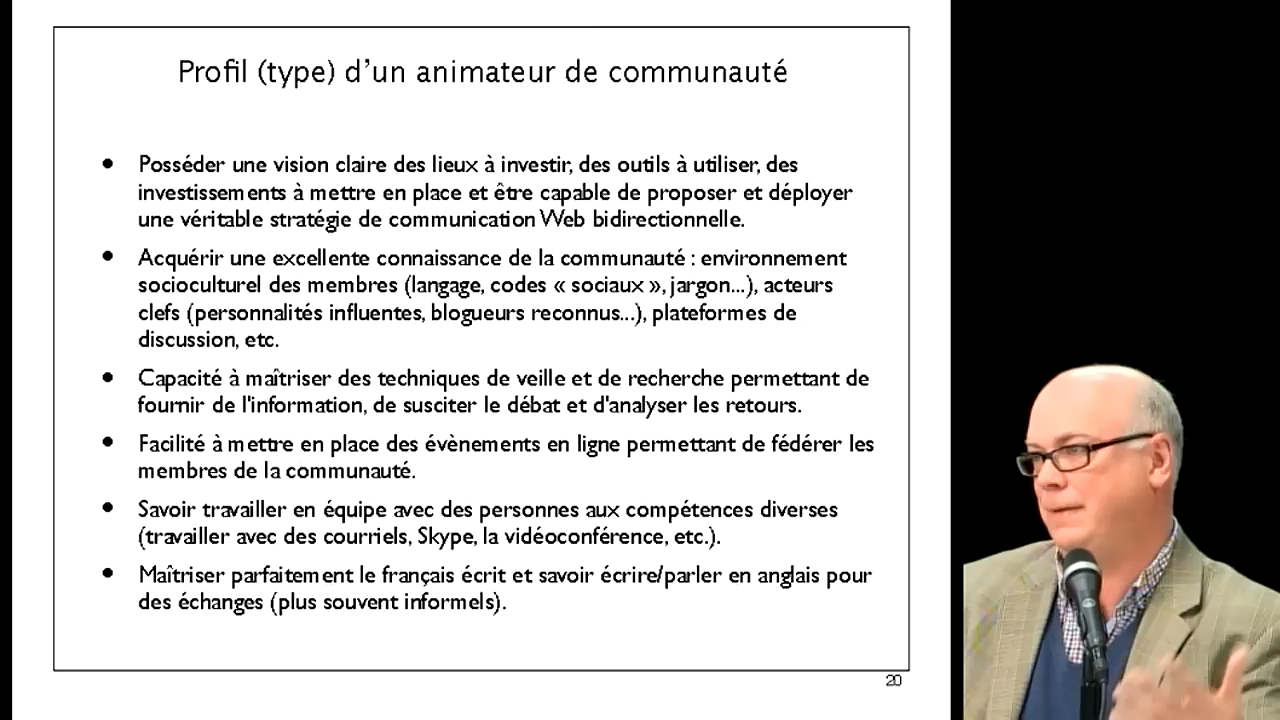 Profil (type) d'un animateur de communauté
• Posséder une vision claire des lieux à investir, des outils à utiliser, des
investissements à mettre en place et être capable de proposer et déployer
une véritable stratégie de communication Web bidirectionnelle.
• Acquérir une excellente connaissance de la communauté : environnement
socioculturel des membres (langage, codes « sociaux », jargon...), acteurs
clefs (personnalités influentes, blogueurs reconnus...), plateformes de
discussion, etc.
• Capacité à maîtriser des techniques de veille et de recherche permettant de
fournir de l'information, de susciter le débat et d'analyser les retours.
• Facilité à mettre en place des évènements en ligne permettant de fédérer les
membres de la communauté.
• Savoir travailler en équipe avec des personnes aux compétences diverses
(travailler avec des courriels, Skype, la vidéoconférence, etc.).
• Maîtriser parfaitement le français écrit et savoir écrire/parler en anglais pour
des échanges (plus souvent informels).
20